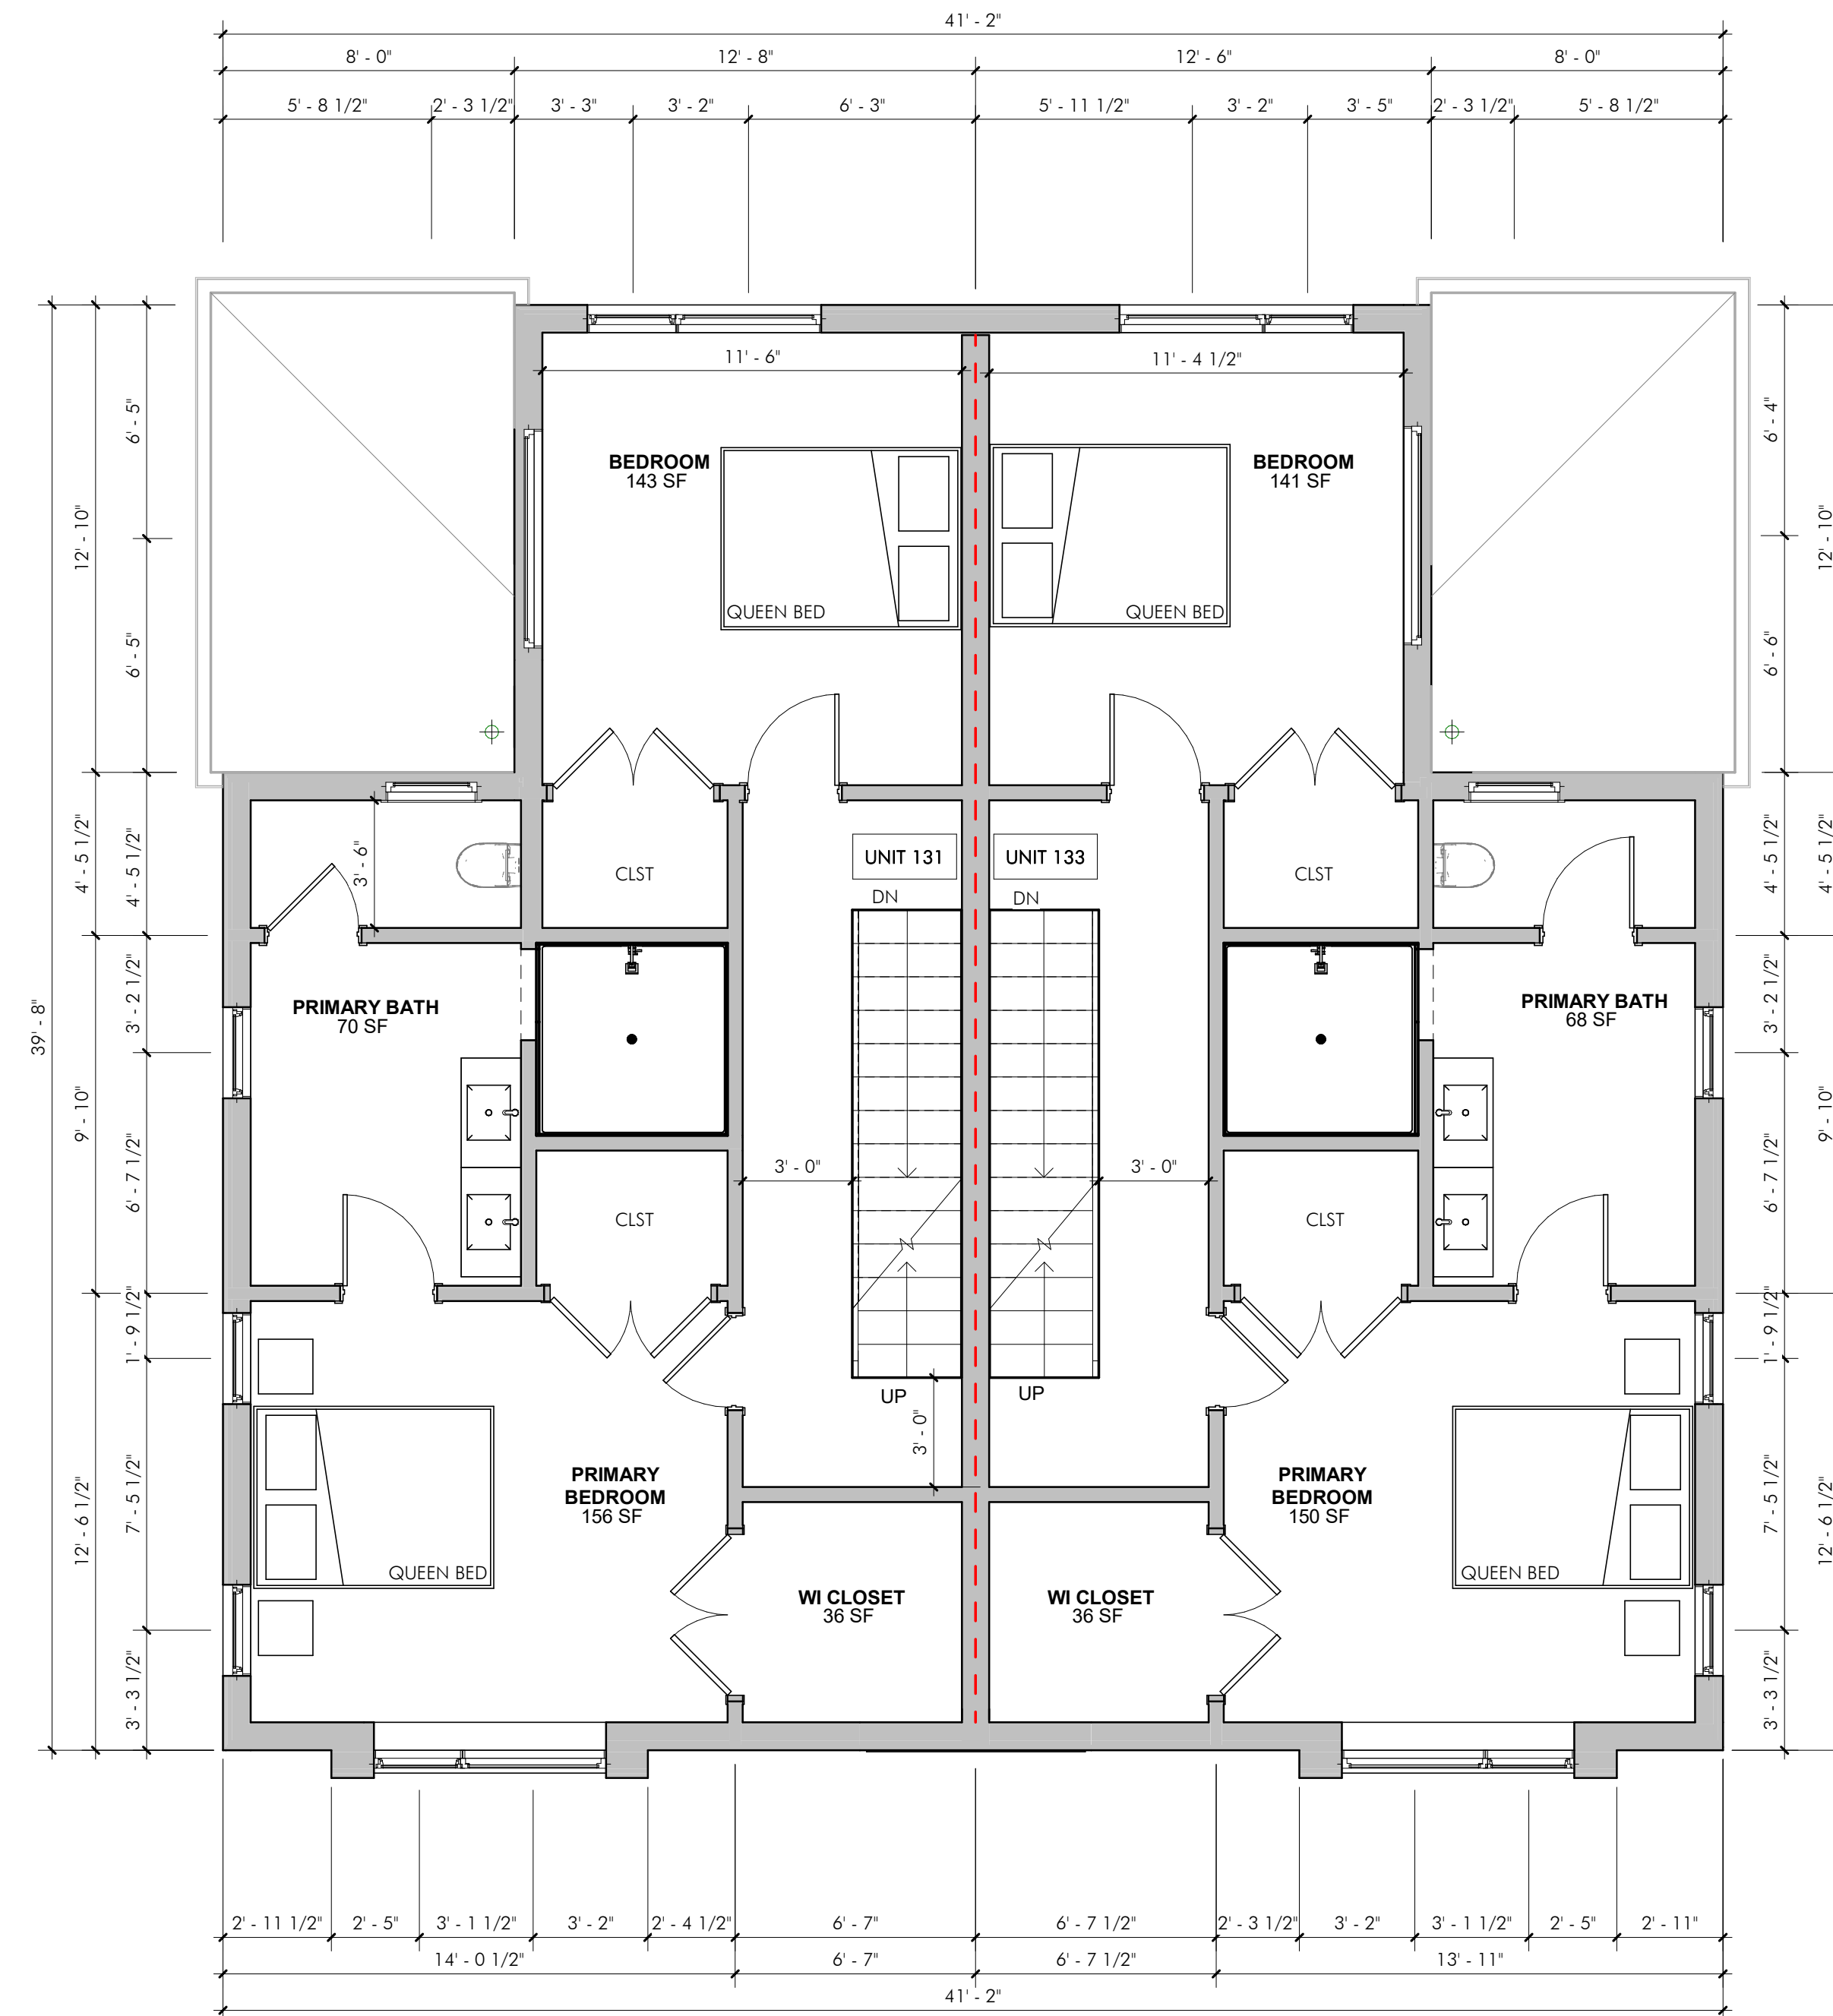 41' - 2"
8' - 0" 12' - 8" 12' - 6" 8' - 0"
5' - 8 1/2" 2' - 3 1/2" 3' - 3" 3' - 2" 6' - 3" 5' - 11 1/2" 3' - 2" 3' - 5" 2' - 3 1/2" 5' - 8 1/2"
11' - 6" 11' - 4 1/2"
6' - 5" 6' - 4"
BEDROOM BEDROOM
143 SF 141 SF
12' - 10" 12' - 10"
QUEEN BED QUEEN BED
6' - 5" 6' - 6"
4' - 5 1/2" 4' - 5 1/2" 3' - 6" 4' - 5 1/2" 4' - 5 1/2"
UNIT 131 UNIT 133
CLST CLST
DN DN
3' - 2 1/2" 3' - 2 1/2"
PRIMARY BATH PRIMARY BATH
70 SF 68 SF
39' - 8"
9' - 10" 9' - 10"
3' - 0" 3' - 0"
6' - 7 1/2" 6' - 7 1/2"
CLST CLST
1' - 9 1/2" 1' - 9 1/2"
UP UP
3' - 0"
PRIMARY PRIMARY
BEDROOM BEDROOM
156 SF 150 SF
7' - 5 1/2" 7' - 5 1/2"
12' - 6 1/2" 12' - 6 1/2"
QUEEN BED QUEEN BED
WI CLOSET WI CLOSET
36 SF 36 SF
3' - 3 1/2" 3' - 3 1/2"
2' - 11 1/2" 2' - 5" 3' - 1 1/2" 3' - 2" 2' - 4 1/2" 6' - 7" 6' - 7 1/2" 2' - 3 1/2" 3' - 2" 3' - 1 1/2" 2' - 5" 2' - 11"
14' - 0 1/2" 6' - 7" 6' - 7 1/2" 13' - 11"
41' - 2"